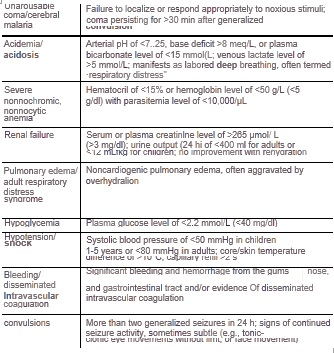 Unarousable
coma/cerebral
malaria
Failure to localize or respond appropriately to noxious stimuli;
coma persisting for >30 min after generalized
convulsion
Acidemia/
acidosis
Arterial pH of <7..25, base deficit >8 meq/L, or plasma
bicarbonate level of <15 mmol(L; venous lactate level of
>5 mmol/L; manifests as labored deep breathing, often termed
·respiratory distress"
Severe
nonnochromic,
nonnocytic
anemia
Hematocril of <15% or hemoglobin level of <50 g/L (<5
g/dl) with parasitemia level of <10,000/µL
Renal failure
Serum or plasma creatinlne level of >265 µmol/ L
(>3 mg/dl); urine output (24 hi of <400 ml for adults or
<12 mL/kg for children; no improvement with rehydration
Pulmonary edema/
adult respiratory
distress
syndrome
Noncardiogenic pulmonary edema, often aggravated by
overhydralion
Hypoglycemia
Plasma glucose level of <2.2 mmol/L (<40 mg/dl)
Hypotension/
shock
Systolic blood pressure of <50 mmHg in children
1-5 years or <80 mmHg in adults; core/skin temperature
difference of >10°C; capillary refill >2 s
Bleeding/
disseminated
Intravascular
coagulation
Significant bleeding and hemorrhage from the gums nose,
and gastrointestinal tract and/or evidence Of disseminated
intravascular coagulation
convulsions
More than two generalized seizures in 24 h; signs of continued
seizure activity, sometimes subtle (e.g., tonic-
clonic eye movements without limf, or face movement)